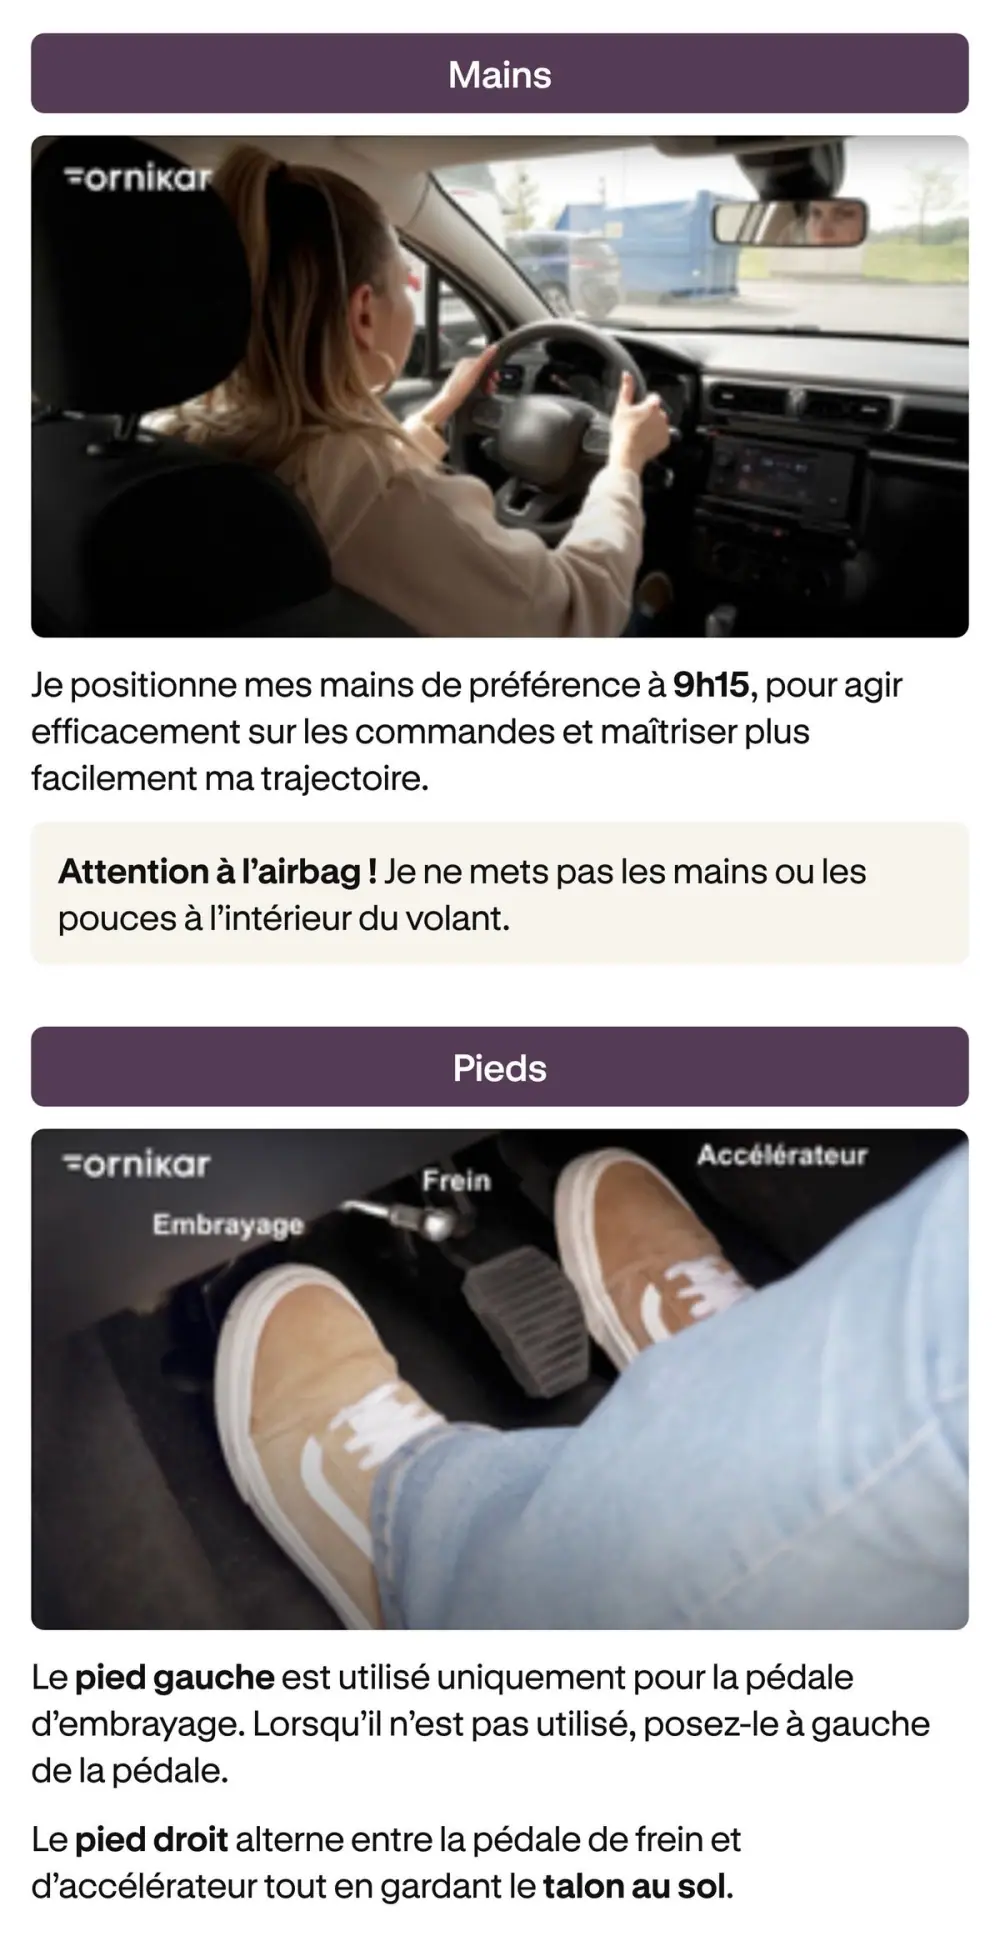 Mains
ornikar
Je positionne mes mains de préférence à 9h15, pour agir
efficacement sur les commandes et maîtriser plus
facilement ma trajectoire.
Attention à l'airbag ! Je ne mets pas les mains ou les
pouces à l'intérieur du volant.
Pieds
ornikar
Accélérateur
Frein
Embrayage
Le pied gauche est utilisé uniquement pour la pédale
d'embrayage. Lorsqu'il n'est pas utilisé, posez-le à gauche
de la pédale.
Le pied droit alterne entre la pédale de frein et
d'accélérateur tout en gardant le talon au sol.